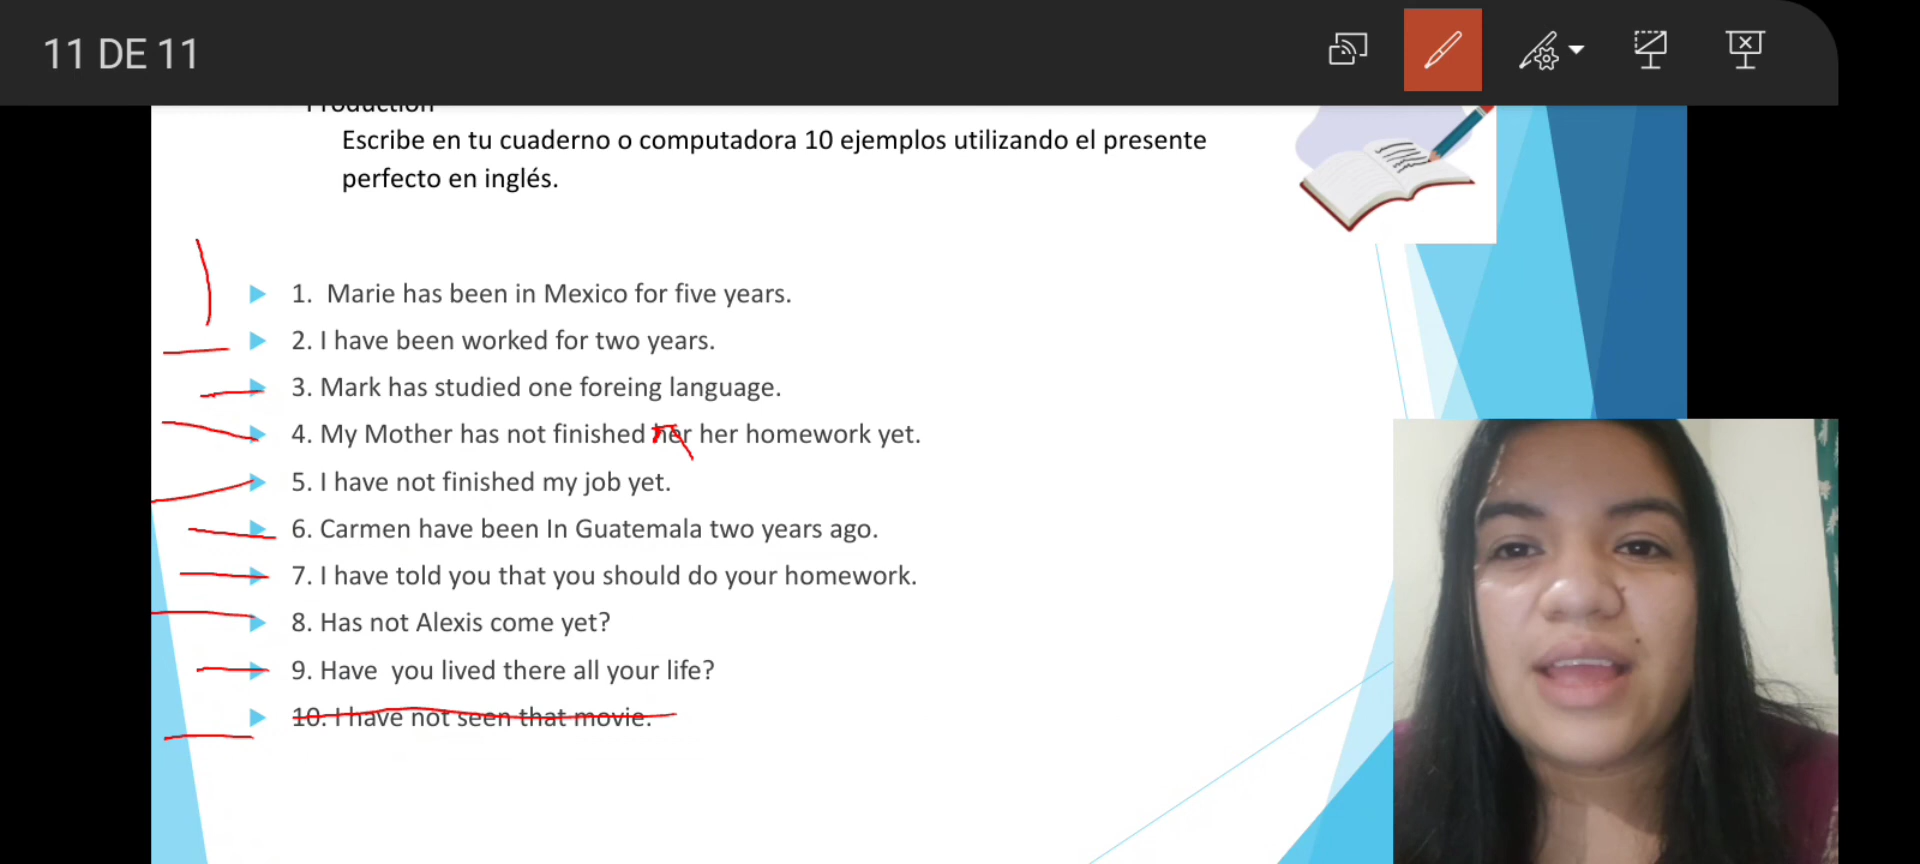 11 DE 11
Production
Escribe en tu cuaderno o computadora 10 ejemplos utilizando el presente
perfecto en inglés.
1. Marie has been in Mexico for five years.
2. I have been worked for two years.
3. Mark has studied one foreing language.
4. My Mother has not finished her her homework yet.
5. I have not finished my job yet.
6. Carmen have been In Guatemala two years ago.
7. I have told you that you should do your homework.
8. Has not Alexis come yet?
9. Have you lived there all your life?
10. I have not seen that movie.